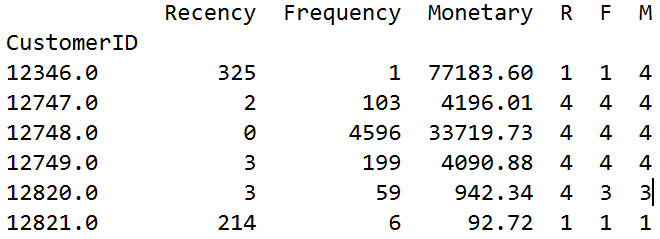 Recency Frequency Monetary R F M
CustomerID
12346.0 325 1 77183.60 1 1 4
12747.0 2 103 4196.01 4 4 4
12748.0 0 4596 33719.73 4 4 4
12749.0 3 199 4090.88 4 4 4
12820.0 3 59 942.34 4 3 3
12821.0 214 6 92.72 1 1 1